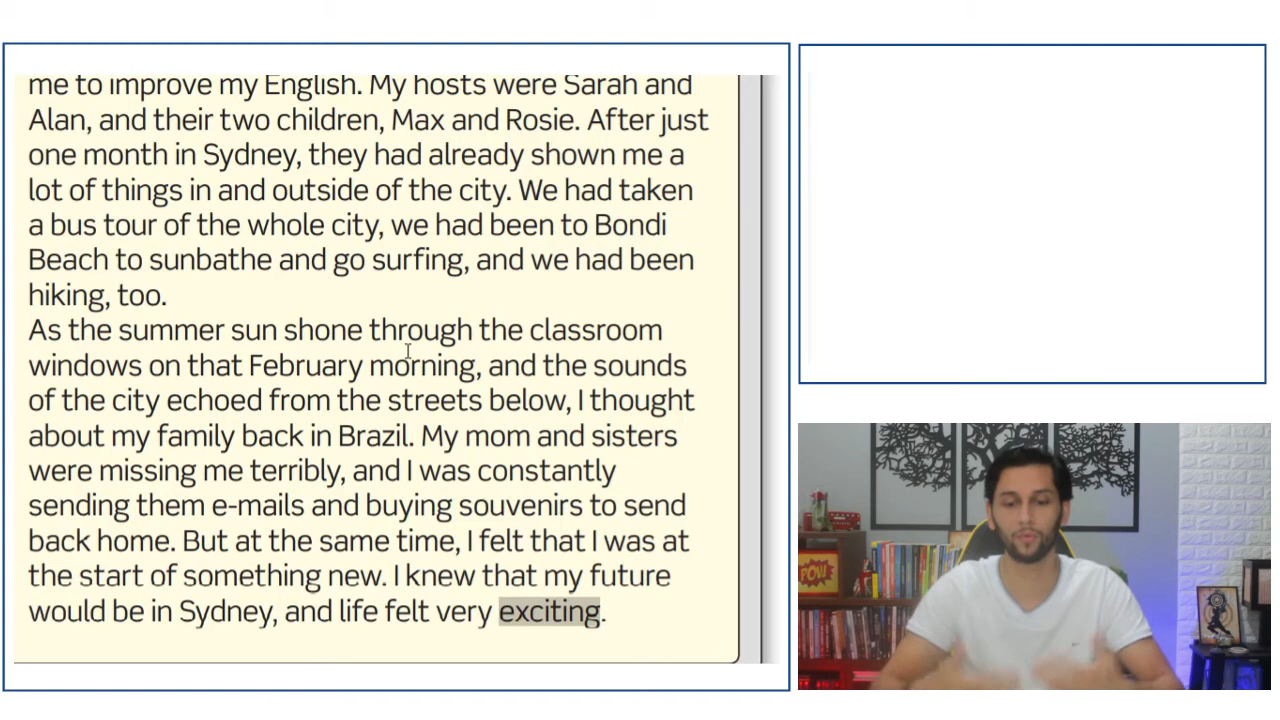 me to improve my English. My hosts were Sarah and
Alan, and their two children, Max and Rosie. After just
one month in Sydney, they had already shown me a
lot of things in and outside of the city. We had taken
a bus tour of the whole city, we had been to Bondi
Beach to sunbathe and go surfing, and we had been
hiking, too.
As the summer sun shone through the classroom
windows on that February morning, and the sounds
of the city echoed from the streets below, I thought
about my family back in Brazil. My mom and sisters
were missing me terribly, and I was constantly
sending them e-mails and buying souvenirs to send
back home. But at the same time, I felt that I was at
the start of something new. I knew that my future
would be in Sydney, and life felt very exciting.
POW!